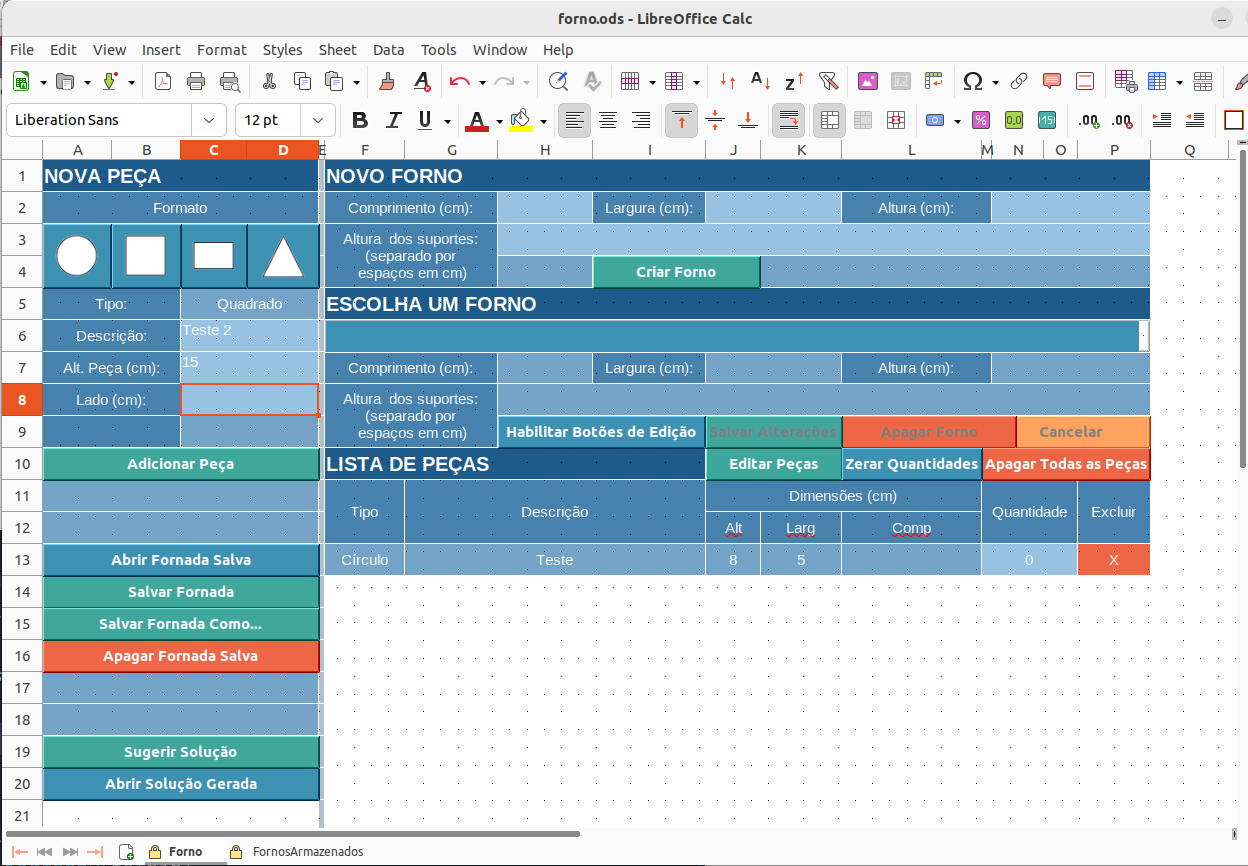 forno.ods - LibreOffice Calc
File Edit View Insert Format Styles Sheet Data Tools Window Help
Liberation Sans 12 pt
A B C D E F G H I J K L M N O P Q
1 NOVA PEÇA NOVO FORNO
2 Formato Comprimento (cm): Largura (cm): Altura (cm):
3 Altura dos suportes:
(separado por
4 espaços em cm) Criar Forno
5 Tipo: Quadrado ESCOLHA UM FORNO
6 Descrição: Teste 2
7 Alt. Peça (cm): 15 Comprimento (cm): Largura (cm): Altura (cm):
8 Lado (cm): Altura dos suportes:
(separado por
9 espaços em cm) Habilitar Botões de Edição Salvar Alterações Apagar Forno Cancelar
10 Adicionar Peça LISTA DE PEÇAS Editar Peças Zerar Quantidades Apagar Todas as Peças
11 Dimensões (cm)
Tipo Descrição Quantidade Excluir
12 Alt Larg Comp
13 Abrir Fornada Salva Círculo Teste 8 5 0 X
14 Salvar Fornada
15 Salvar Fornada Como...
16 Apagar Fornada Salva
17
18
19 Sugerir Solução
20 Abrir Solução Gerada
21
Forno FornosArmazenados